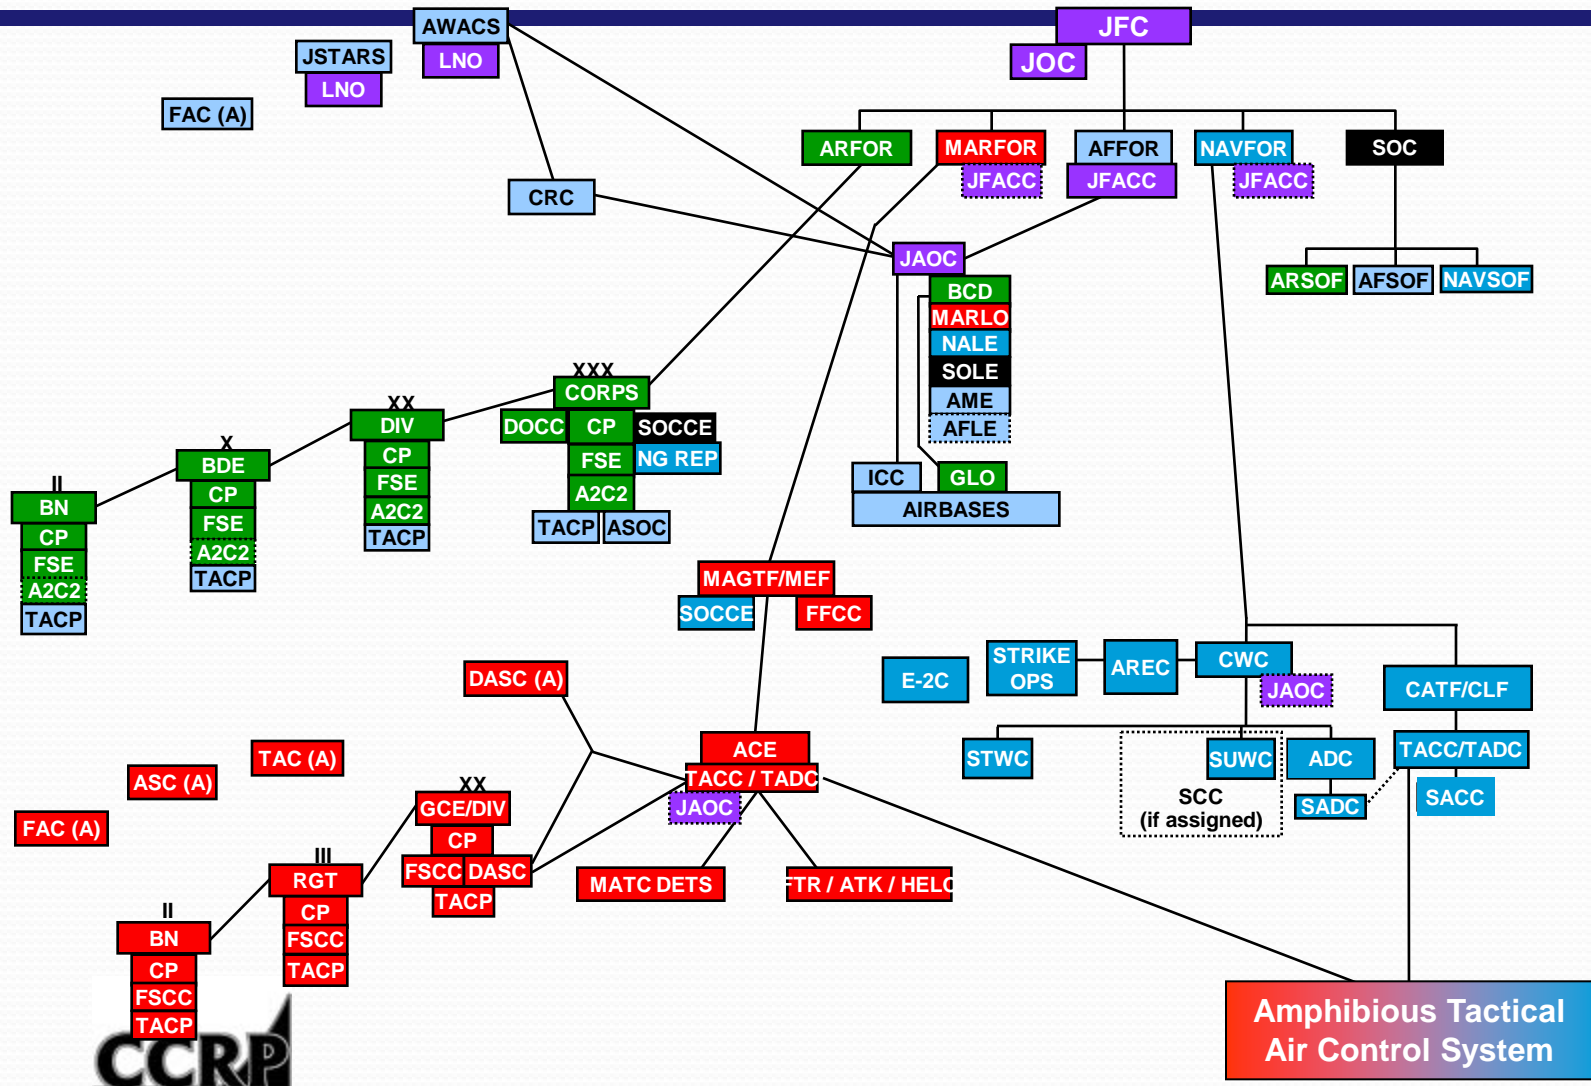 AWACS
LNO
JSTARS
LNO
FAC (A)
JFC
JOC
ARFOR
MARFOR
JFACC
AFFOR
JFACC
NAVFOR
JFACC
SOC
CRC
JAOC
BCD
MARLO
NALE
SOLE
AME
AFLE
ARSOF
AFSOF
NAVSOF
ICC
GLO
AIRBASES
XXX
CORPS
DOCC
CP
SOCCE
FSE
NG REP
A2C2
TACP
ASOC
XX
DIV
CP
FSE
A2C2
TACP
X
BDE
CP
FSE
A2C2
TACP
II
BN
CP
FSE
A2C2
TACP
MAGTF/MEF
SOCCE
FFCC
DASC (A)
E-2C
STRIKE
OPS
AREC
CWC
JAOC
CATF/CLF
STWC
SUWC
SCC
(if assigned)
ADC
SADC
TACC/TADC
SACC
ACE
TACC / TADC
JAOC
MATC DETS
FTR / ATK / HELO
TAC (A)
ASC (A)
FAC (A)
XX
GCE/DIV
CP
FSCC
DASC
TACP
III
RGT
CP
FSCC
TACP
II
BN
CP
FSCC
TACP
CCRP
Amphibious Tactical
Air Control System